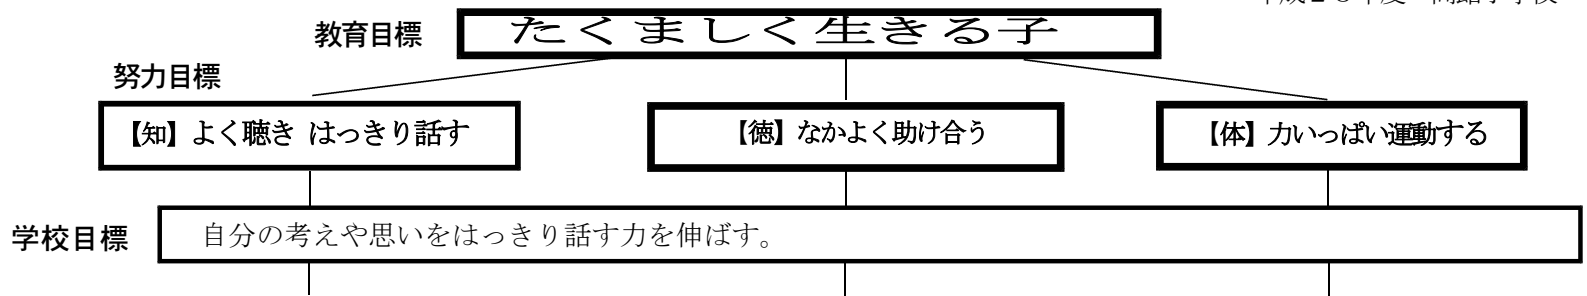 教育目標
たくましく生きる子
努力目標
【知】よく聴き はっきり話す
【徳】なかよく助け合う
【体】力いっぱい運動する
学校目標
自分の考えや思いをはっきり話す力を伸ばす。